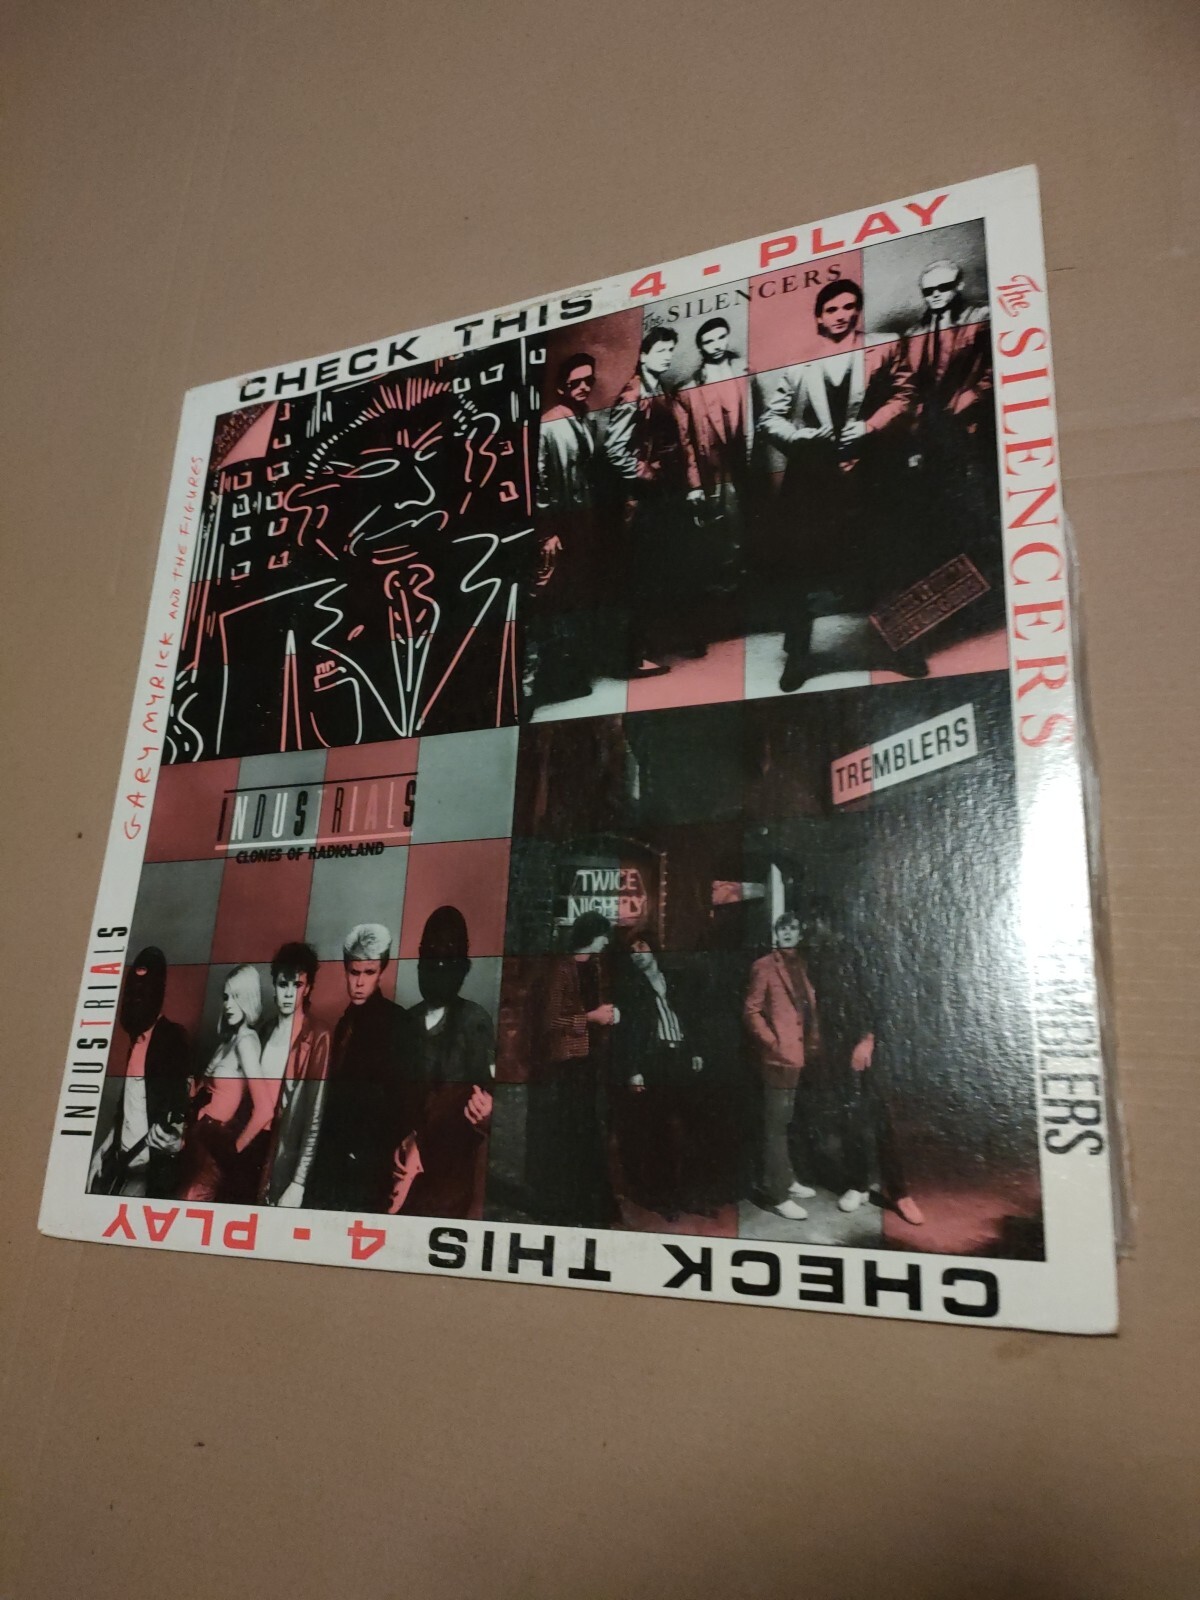 CHECK THIS 4 - PLAY
The SILENCERS
The SILENCERS
GARY MYRICK AND THE FIGURES
INDUSTRIALS
CLONES OF RADIOLAND
TREMBLERS
TWICE
NIGHTLY
INDUSTRIALS
TREMBLERS
CHECK THIS 4 - PLAY